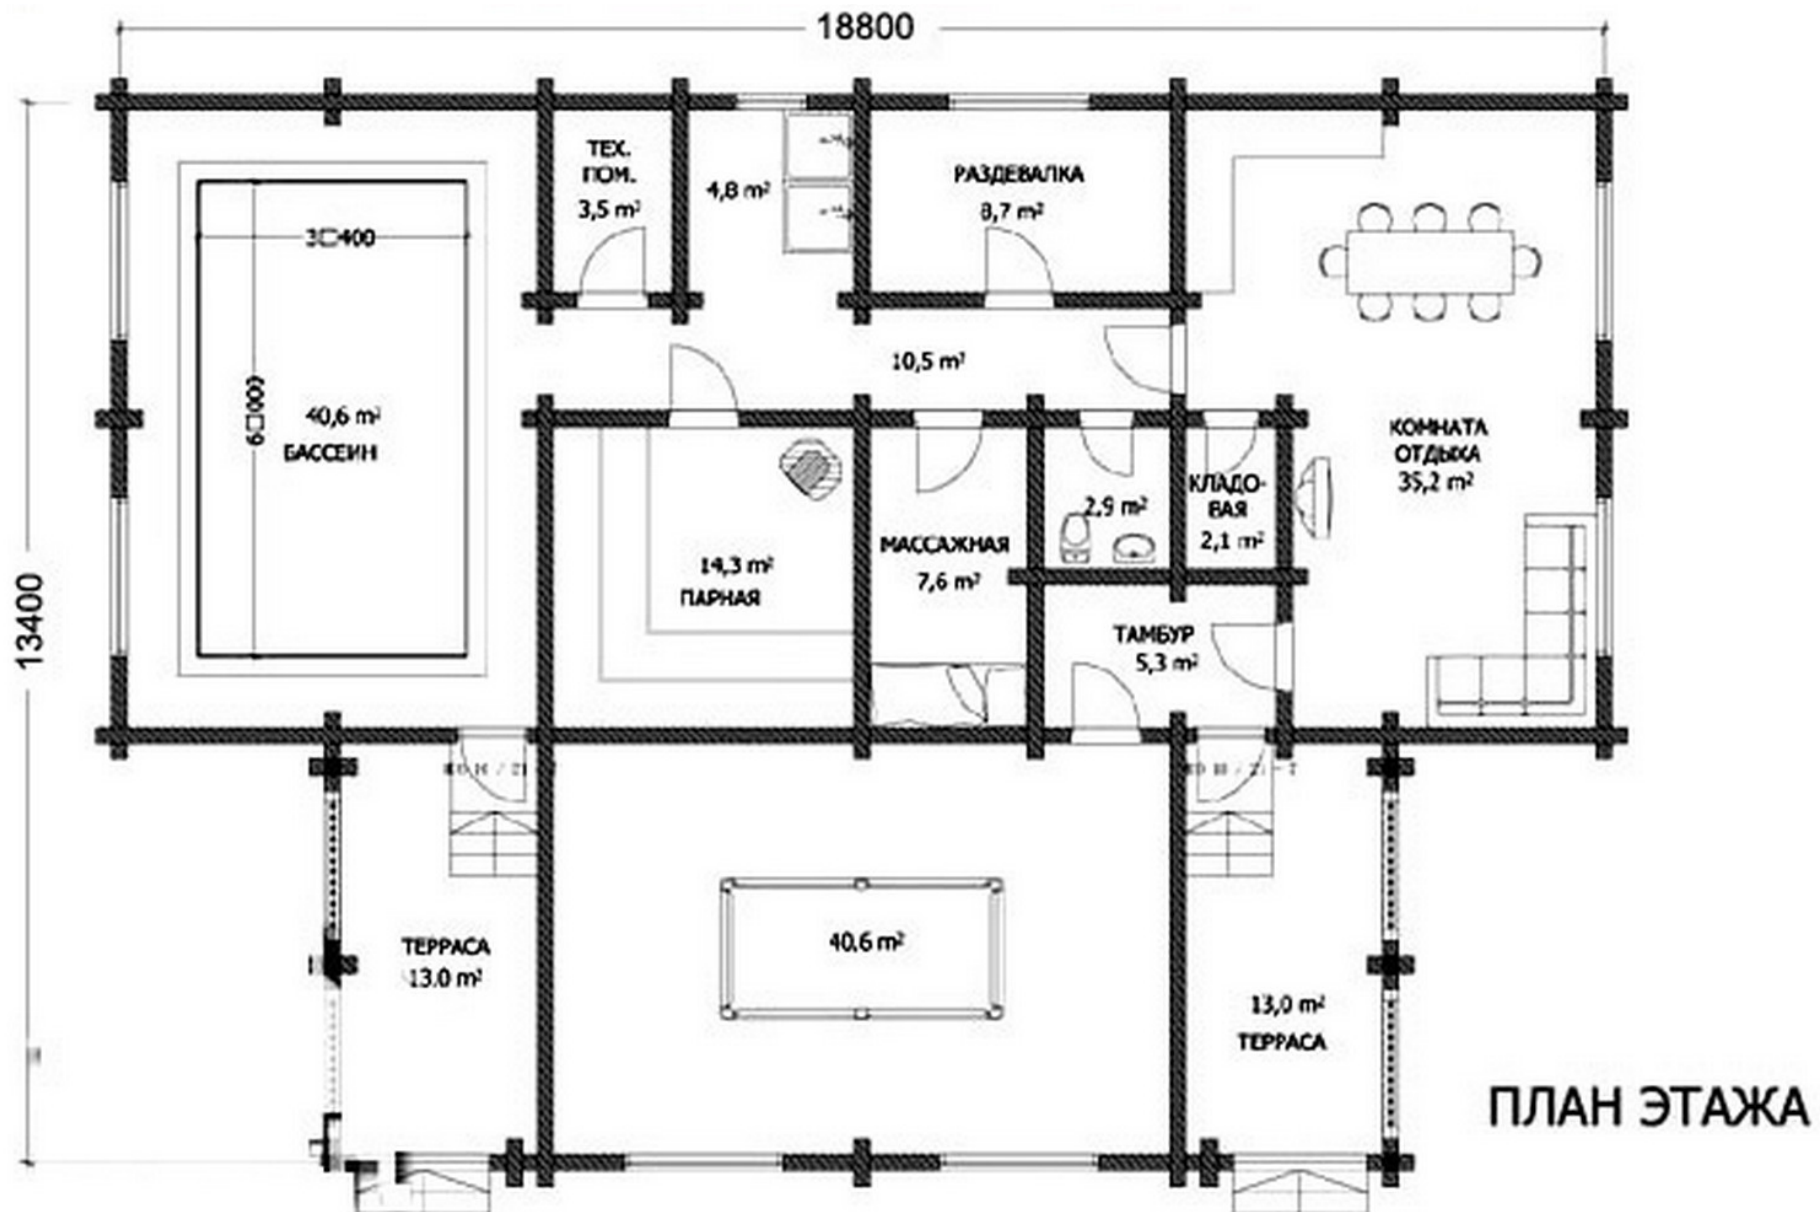 18800
13400
ТЕХ.
ПОМ.
3,5 m²
4,8 m²
РАЗДЕВАЛКА
8,7 m²
40,6 m²
БАССЕИН
10,5 m²
КОМНАТА
ОТДЫХА
35,2 m²
14,3 m²
ПАРНАЯ
МАССАЖНАЯ
7,6 m²
2,9 m²
КЛАДО-
ВАЯ
2,1 m²
ТАМБУР
5,3 m²
ТЕРРАСА
13.0 m²
40,6 m²
13,0 m²
ТЕРРАСА
ПЛАН ЭТАЖА